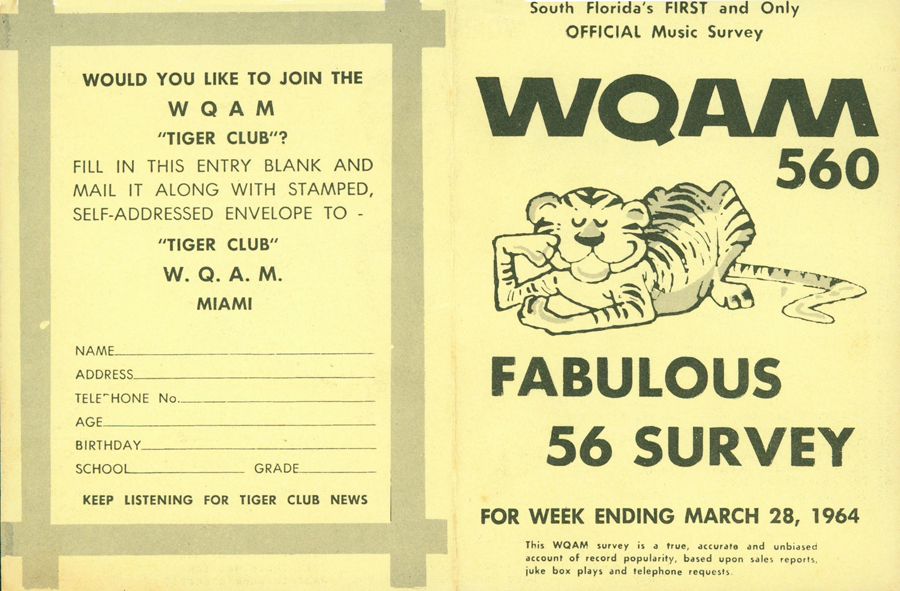 WOULD YOU LIKE TO JOIN THE
W Q A M
"TIGER CLUB"?
FILL IN THIS ENTRY BLANK AND
MAIL IT ALONG WITH STAMPED,
SELF-ADDRESSED ENVELOPE TO -
"TIGER CLUB"
W. Q. A. M.
MIAMI
NAME
ADDRESS
TELEPHONE No.
AGE
BIRTHDAY
SCHOOL GRADE
KEEP LISTENING FOR TIGER CLUB NEWS
South Florida's FIRST and Only
OFFICIAL Music Survey
WQAM
560
FABULOUS
56 SURVEY
FOR WEEK ENDING MARCH 28, 1964
This WQAM survey is a true, accurate and unbiased
account of record popularity, based upon sales reports,
juke box plays and telephone requests.